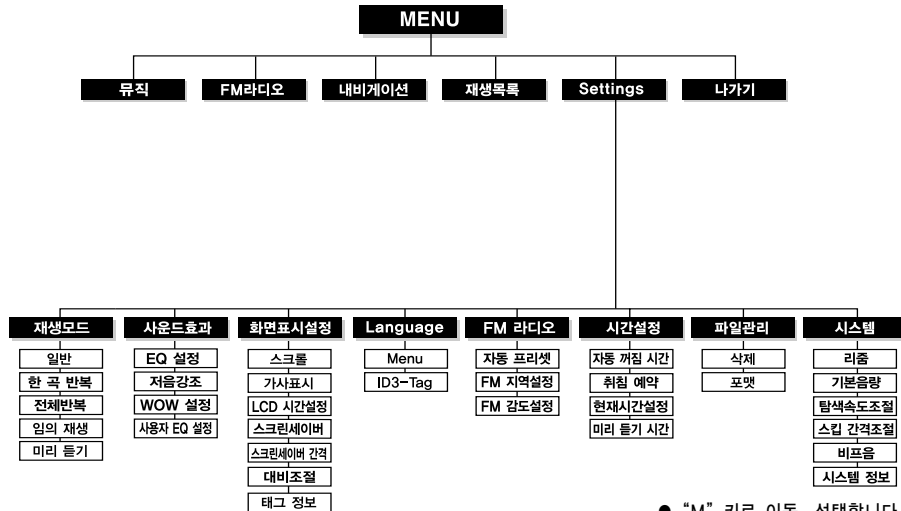 MENU
뮤직
FM라디오
내비게이션
재생목록
Settings
나가기
재생모드
일반
한 곡 반복
전체반복
임의 재생
미리 듣기
사운드효과
EQ 설정
저음강조
WOW 설정
사용자 EQ 설정
화면표시설정
스크롤
가사표시
LCD 시간설정
스크린세이버
스크린세이버 간격
대비조절
태그 정보
Language
Menu
ID3-Tag
FM 라디오
자동 프리셋
FM 지역설정
FM 감도설정
시간설정
자동 꺼짐 시간
취침 예약
현재시간설정
미리 듣기 시간
파일관리
삭제
포맷
시스템
리줌
기본음량
탐색속도조절
스킵 간격조절
비프음
시스템 정보
● "M" 키로 이동, 선택합니다